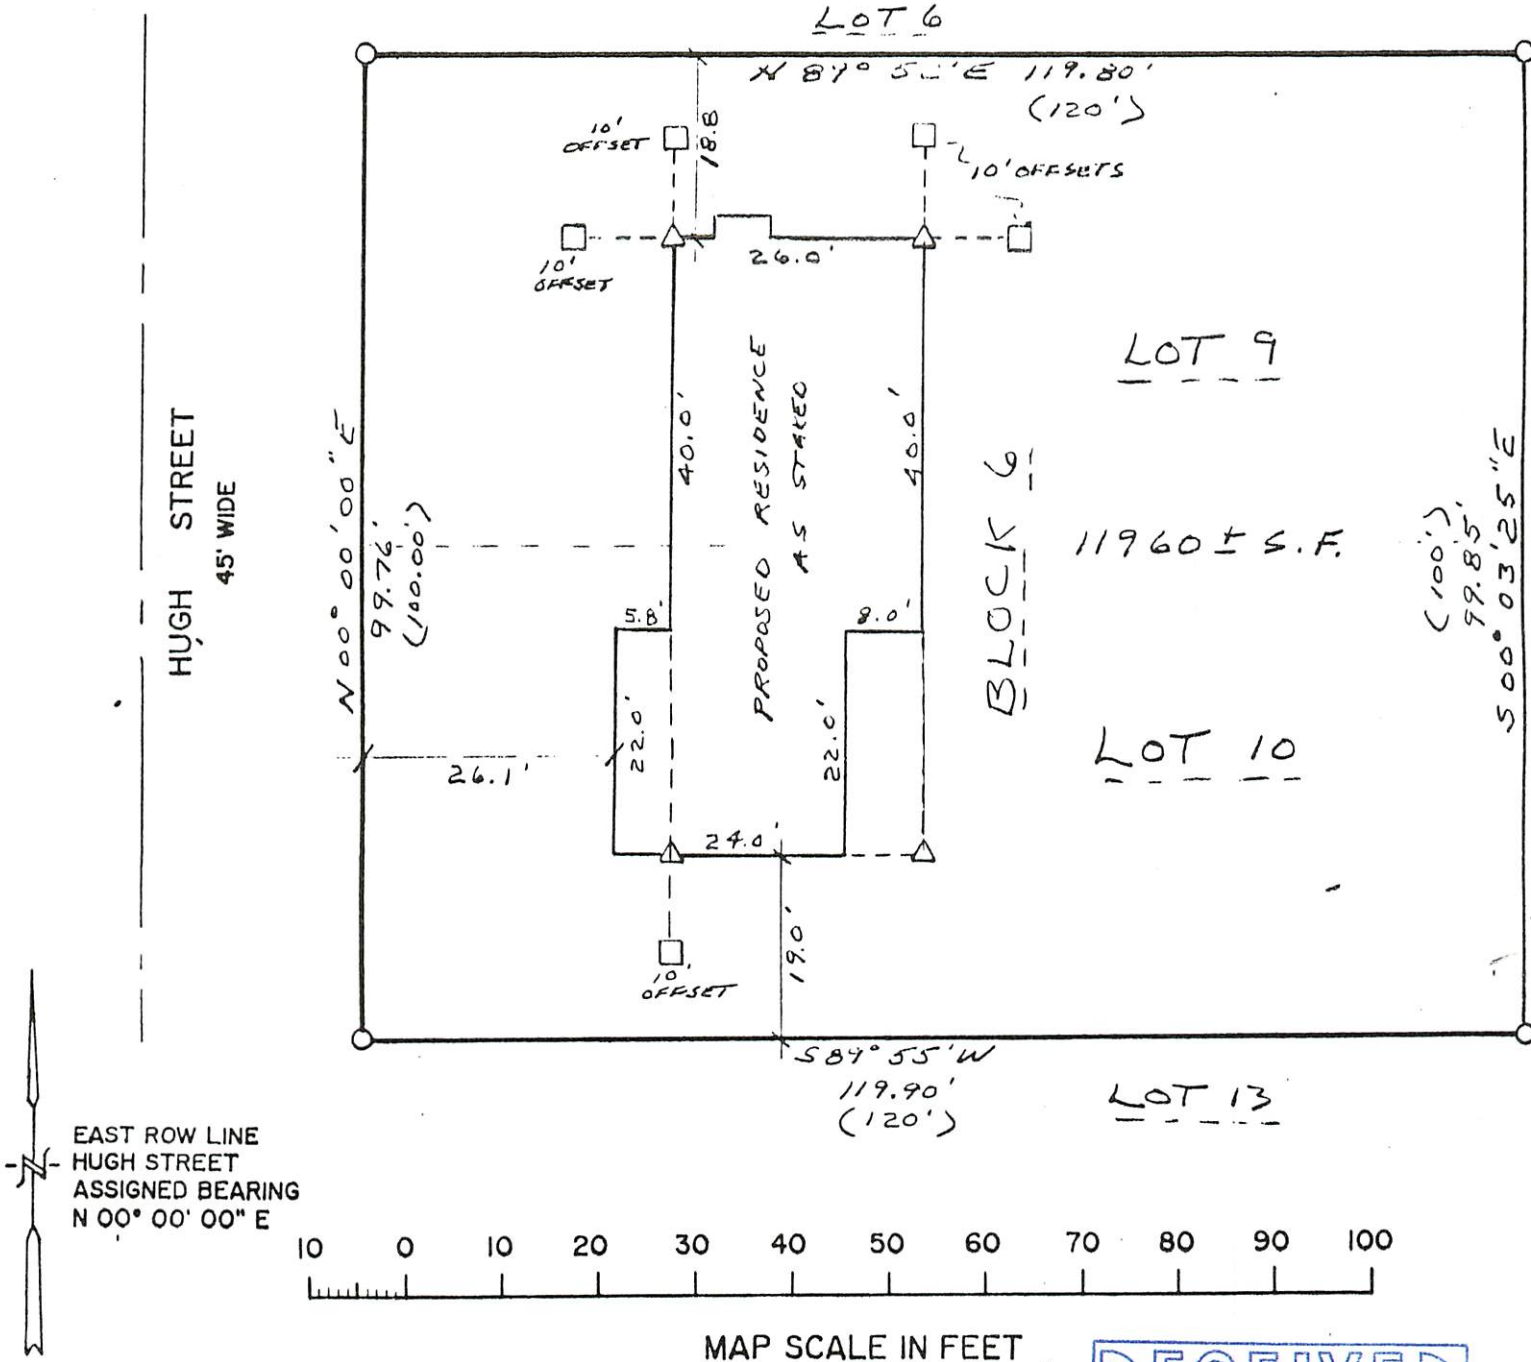 LOT 6
N 89° 5 'E 119.80'
(120')
10'
OFFSET
18.8
10' OFFSETS
10'
OFFSET
26.0'
LOT 9
HUGH STREET
45' WIDE
N 00° 00' 00" E
99.76'
(100.00')
40.0'
PROPOSED RESIDENCE
AS STAKED
40.0'
BLOCK 6
11960 ± S.F.
(100')
99.85'
S 00° 03' 25" E
5.8'
8.0'
22.0'
22.0'
26.1'
LOT 10
24.0'
19.0'
10'
OFFSET
S 89° 55' W
119.90'
(120')
LOT 13
N
EAST ROW LINE
HUGH STREET
ASSIGNED BEARING
N 00° 00' 00" E
10 0 10 20 30 40 50 60 70 80 90 100
MAP SCALE IN FEET
RECEIVED